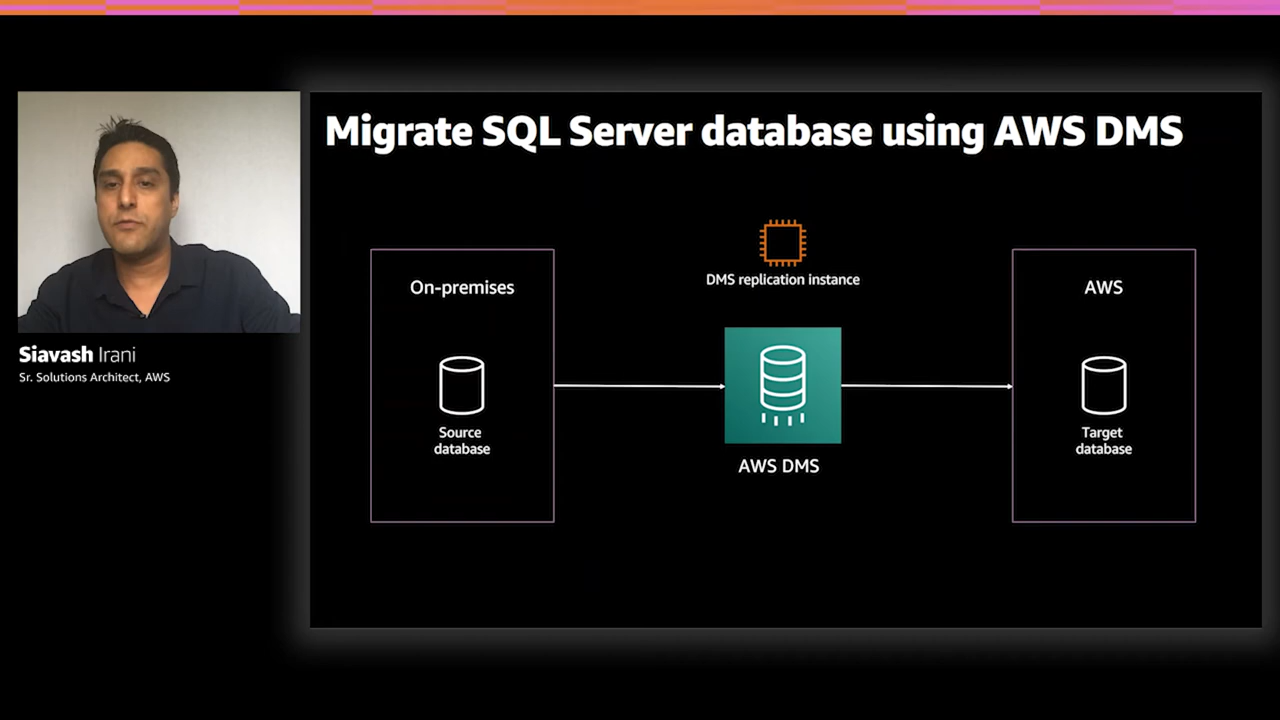 Migrate SQL Server database using AWS DMS
Siavash Irani
Sr. Solutions Architect, AWS
On-premises
Source
database
DMS replication instance
AWS DMS
AWS
Target
database